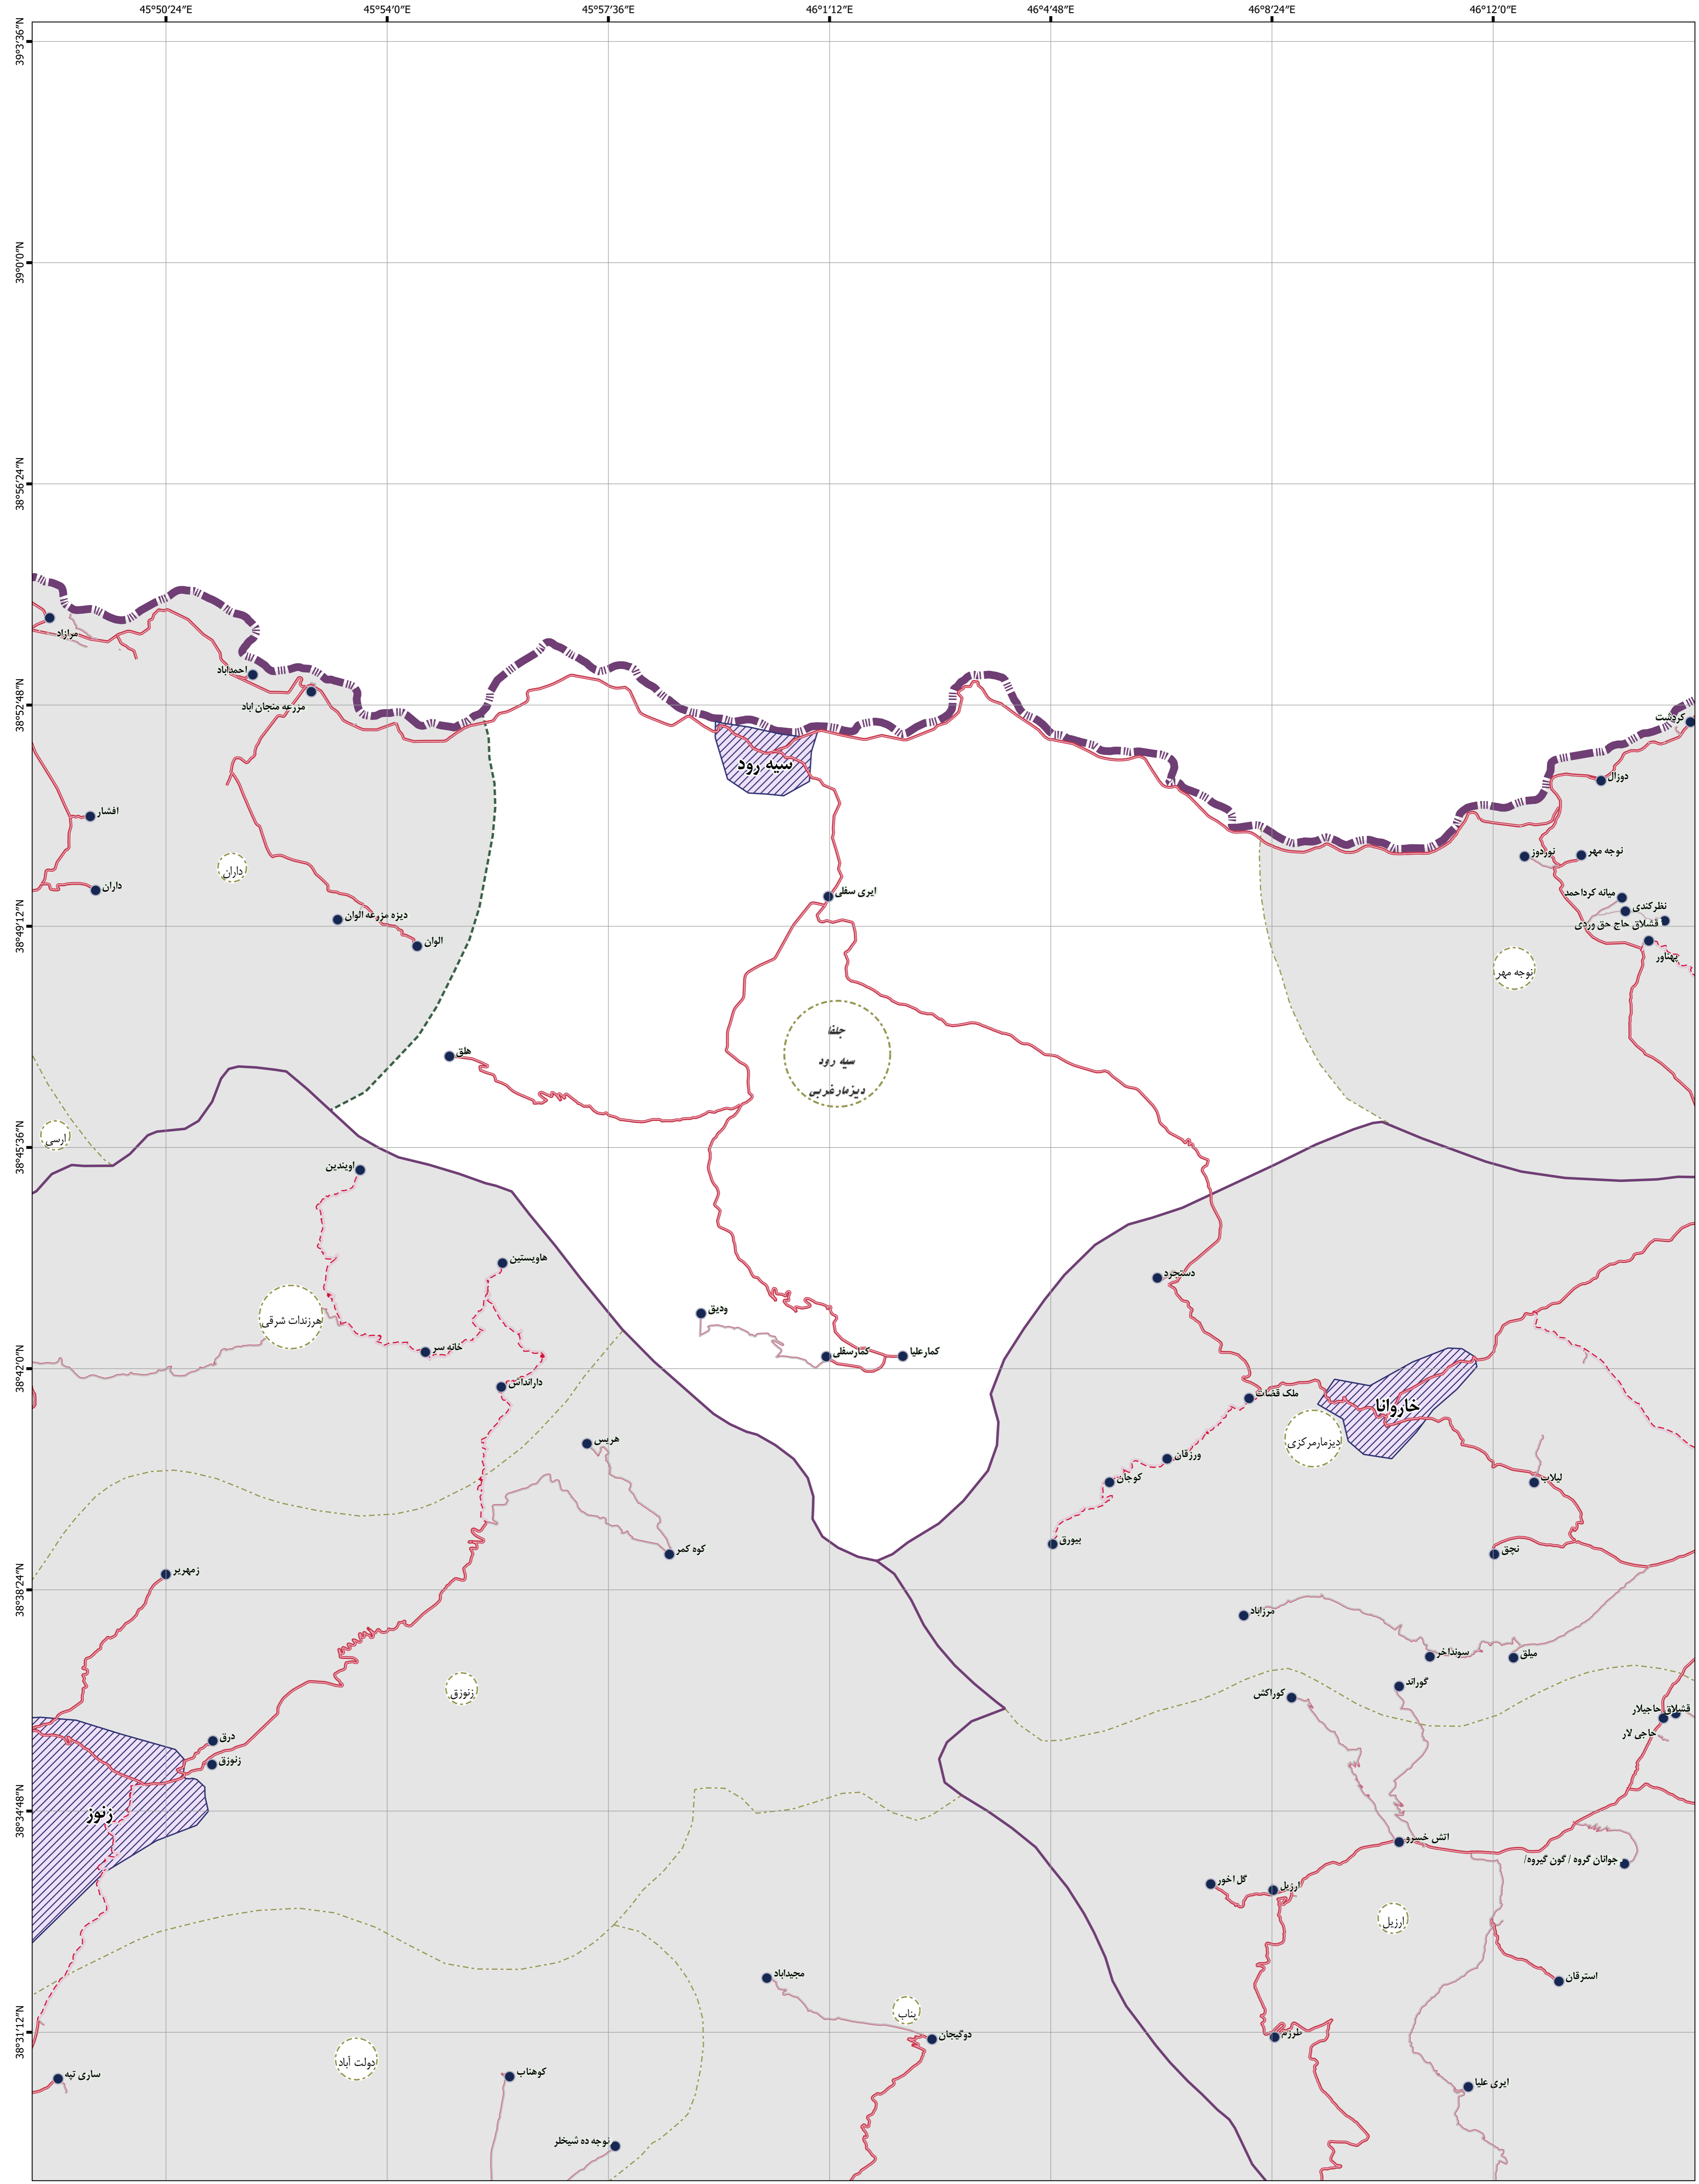 45°50'24"E
45°54'0"E
45°57'36"E
46°1'12"E
46°4'48"E
46°8'24"E
46°12'0"E
39°3'36"N
39°0'0"N
38°56'24"N
38°52'48"N
38°49'12"N
38°45'36"N
38°42'0"N
38°38'24"N
38°34'48"N
38°31'12"N
مرازاد
احمداباد
مزرعه منجان اباد
کردشت
سیه رود
دوزال
افشار
نوردوز
نوجه مهر
داران
داران
ایری سفلی
میانه کرداحمد
نظرکندی
قشلاق حاج حق وردی
دیزه مزرعه الوان
الوان
پهناور
نوجه مهر
جلفا
سیه رود
دیزمارغربی
هلق
ارسی
اویندین
هاویستین
دستجرد
ودیق
هرزندات شرقی
خانه سر
کمارسفلی
کمارعلیا
دارانداش
ملک قضات
خاروانا
دیزمارمرکزی
هریس
ورزقان
کوجان
لیلاب
کوه کمر
پیورق
نچق
زمهریر
مرزاباد
سونداخر
میلق
زنوزق
گوراند
کوراکش
قشلاق حاجیلار
حاجی لار
درق
زنوزق
زنوز
اتش خسرو
جوانان گروه / گون گیروه/
گل اخور
ارزیل
ارزیل
مجیداباد
استرقان
یناب
دوگیجان
طرزم
دولت آباد
ساری تپه
کوهناب
ایری علیا
نوجه ده شیخلر